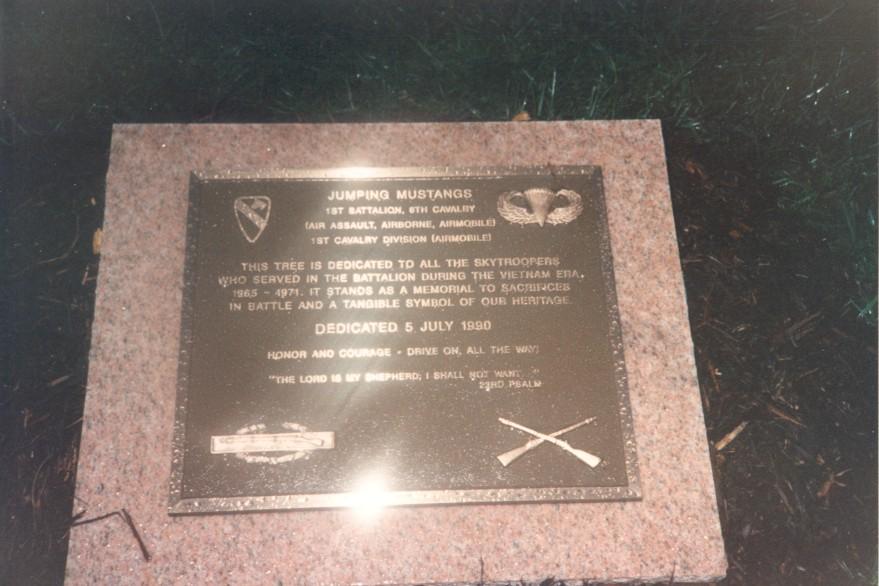 JUMPING MUSTANGS
1ST BATTALION, 8TH CAVALRY
(AIR ASSAULT, AIRBORNE, AIRMOBILE)
1ST CAVALRY DIVISION (AIRMOBILE)
THIS TREE IS DEDICATED TO ALL THE SKYTROOPERS
WHO SERVED IN THE BATTALION DURING THE VIETNAM ERA,
1965 - 1971. IT STANDS AS A MEMORIAL TO SACRIFICES
IN BATTLE AND A TANGIBLE SYMBOL OF OUR HERITAGE.
DEDICATED 5 JULY 1990
HONOR AND COURAGE - DRIVE ON, ALL THE WAY!
"THE LORD IS MY SHEPHERD; I SHALL NOT WANT..."
23RD PSALM